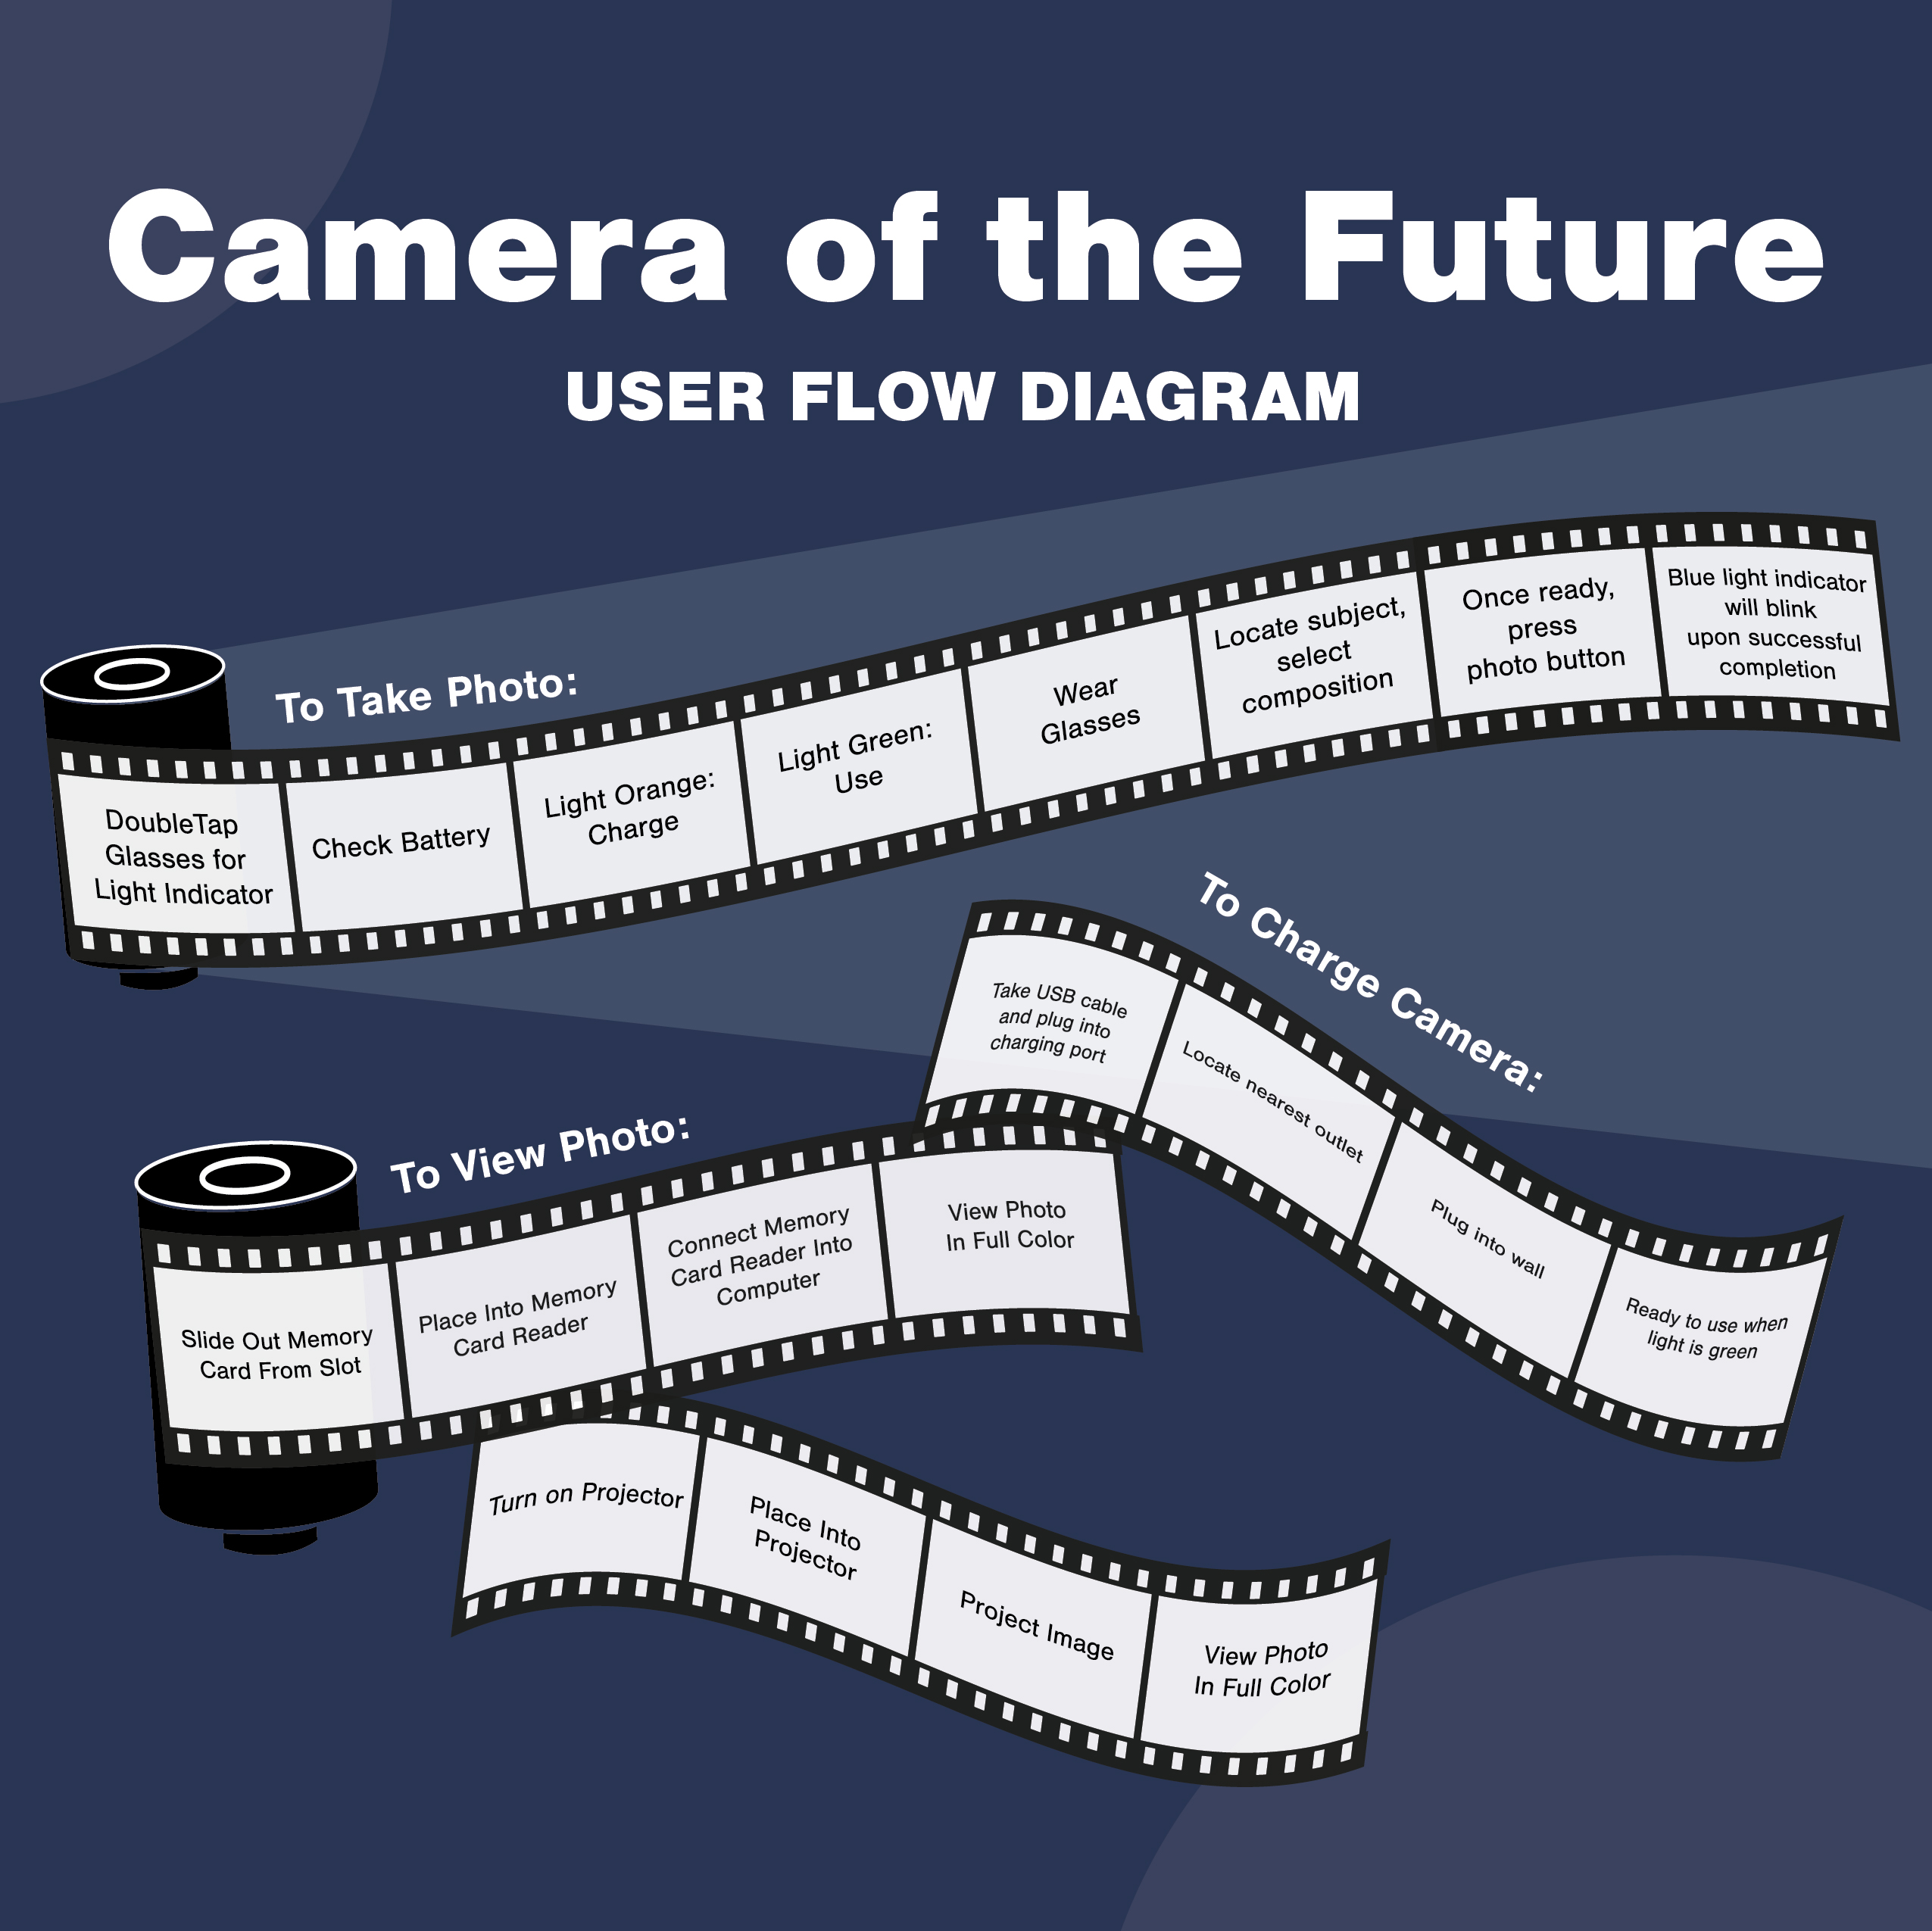 Camera of the Future
USER FLOW DIAGRAM
To Take Photo:
DoubleTap
Glasses for
Light Indicator
Check Battery
Light Orange:
Charge
Light Green:
Use
Wear
Glasses
Locate subject,
select
composition
Once ready,
press
photo button
Blue light indicator
will blink
upon successful
completion
To Charge Camera:
Take USB cable
and plug into
charging port
Locate nearest outlet
Plug into wall
Ready to use when
light is green
To View Photo:
Slide Out Memory
Card From Slot
Place Into Memory
Card Reader
Connect Memory
Card Reader Into
Computer
View Photo
In Full Color
Turn on Projector
Place Into
Projector
Project Image
View Photo
In Full Color